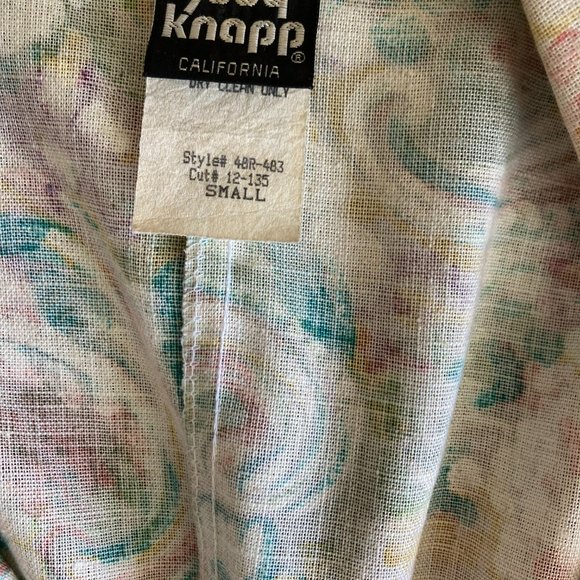 knapp
CALIFORNIA
®
DRY CLEAN ONLY
Style# 48R-483
Cut# 12-135
SMALL